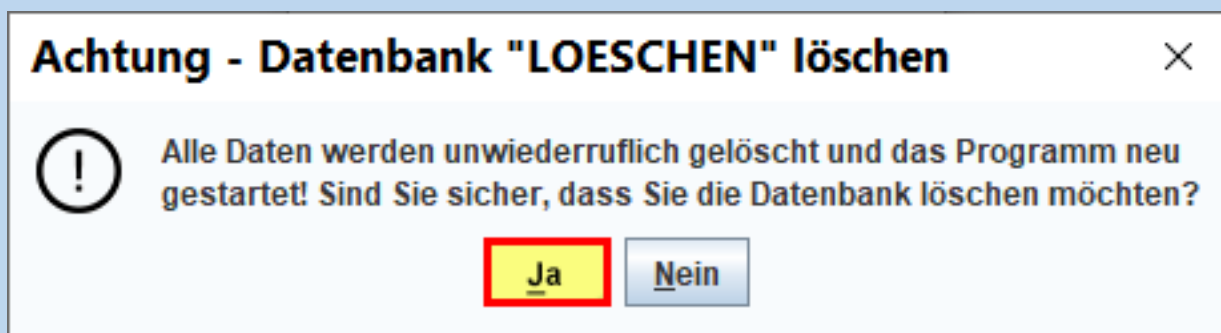 Achtung - Datenbank "LOESCHEN" löschen
Alle Daten werden unwiederruflich gelöscht und das Programm neu
gestartet! Sind Sie sicher, dass Sie die Datenbank löschen möchten?
Ja Nein